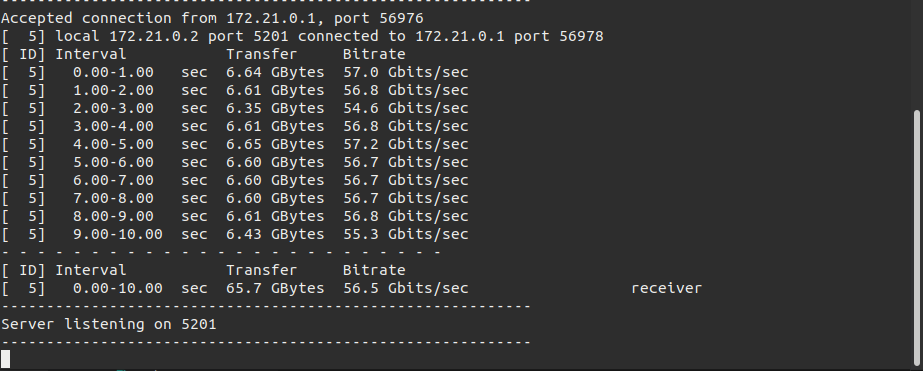 -----------------------------------------------------------
Accepted connection from 172.21.0.1, port 56976
[  5] local 172.21.0.2 port 5201 connected to 172.21.0.1 port 56978
[ ID] Interval           Transfer     Bitrate
[  5]   0.00-1.00   sec  6.64 GBytes  57.0 Gbits/sec
[  5]   1.00-2.00   sec  6.61 GBytes  56.8 Gbits/sec
[  5]   2.00-3.00   sec  6.35 GBytes  54.6 Gbits/sec
[  5]   3.00-4.00   sec  6.61 GBytes  56.8 Gbits/sec
[  5]   4.00-5.00   sec  6.65 GBytes  57.2 Gbits/sec
[  5]   5.00-6.00   sec  6.60 GBytes  56.7 Gbits/sec
[  5]   6.00-7.00   sec  6.60 GBytes  56.7 Gbits/sec
[  5]   7.00-8.00   sec  6.60 GBytes  56.7 Gbits/sec
[  5]   8.00-9.00   sec  6.61 GBytes  56.8 Gbits/sec
[  5]   9.00-10.00  sec  6.43 GBytes  55.3 Gbits/sec
- - - - - - - - - - - - - - - - - - - - - - - - -
[ ID] Interval           Transfer     Bitrate
[  5]   0.00-10.00  sec  65.7 GBytes  56.5 Gbits/sec                  receiver
-----------------------------------------------------------
Server listening on 5201
-----------------------------------------------------------